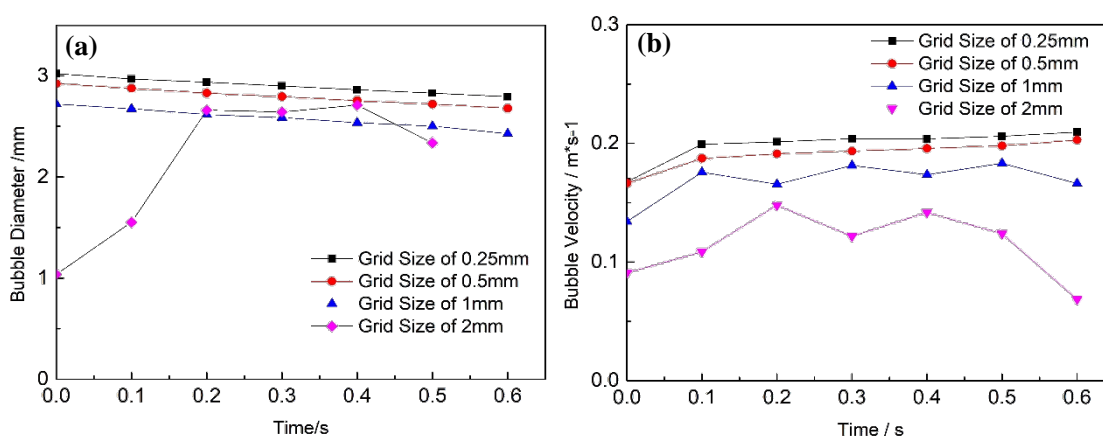 (a)
Bubble Diameter /mm
3
2
1
0
Grid Size of 0.25mm
Grid Size of 0.5mm
Grid Size of 1mm
Grid Size of 2mm
0.0 0.1 0.2 0.3 0.4 0.5 0.6
Time/s
(b)
Bubble Velocity / m*s-1
0.3
0.2
0.1
0.0
Grid Size of 0.25mm
Grid Size of 0.5mm
Grid Size of 1mm
Grid Size of 2mm
0.0 0.1 0.2 0.3 0.4 0.5 0.6
Time / s